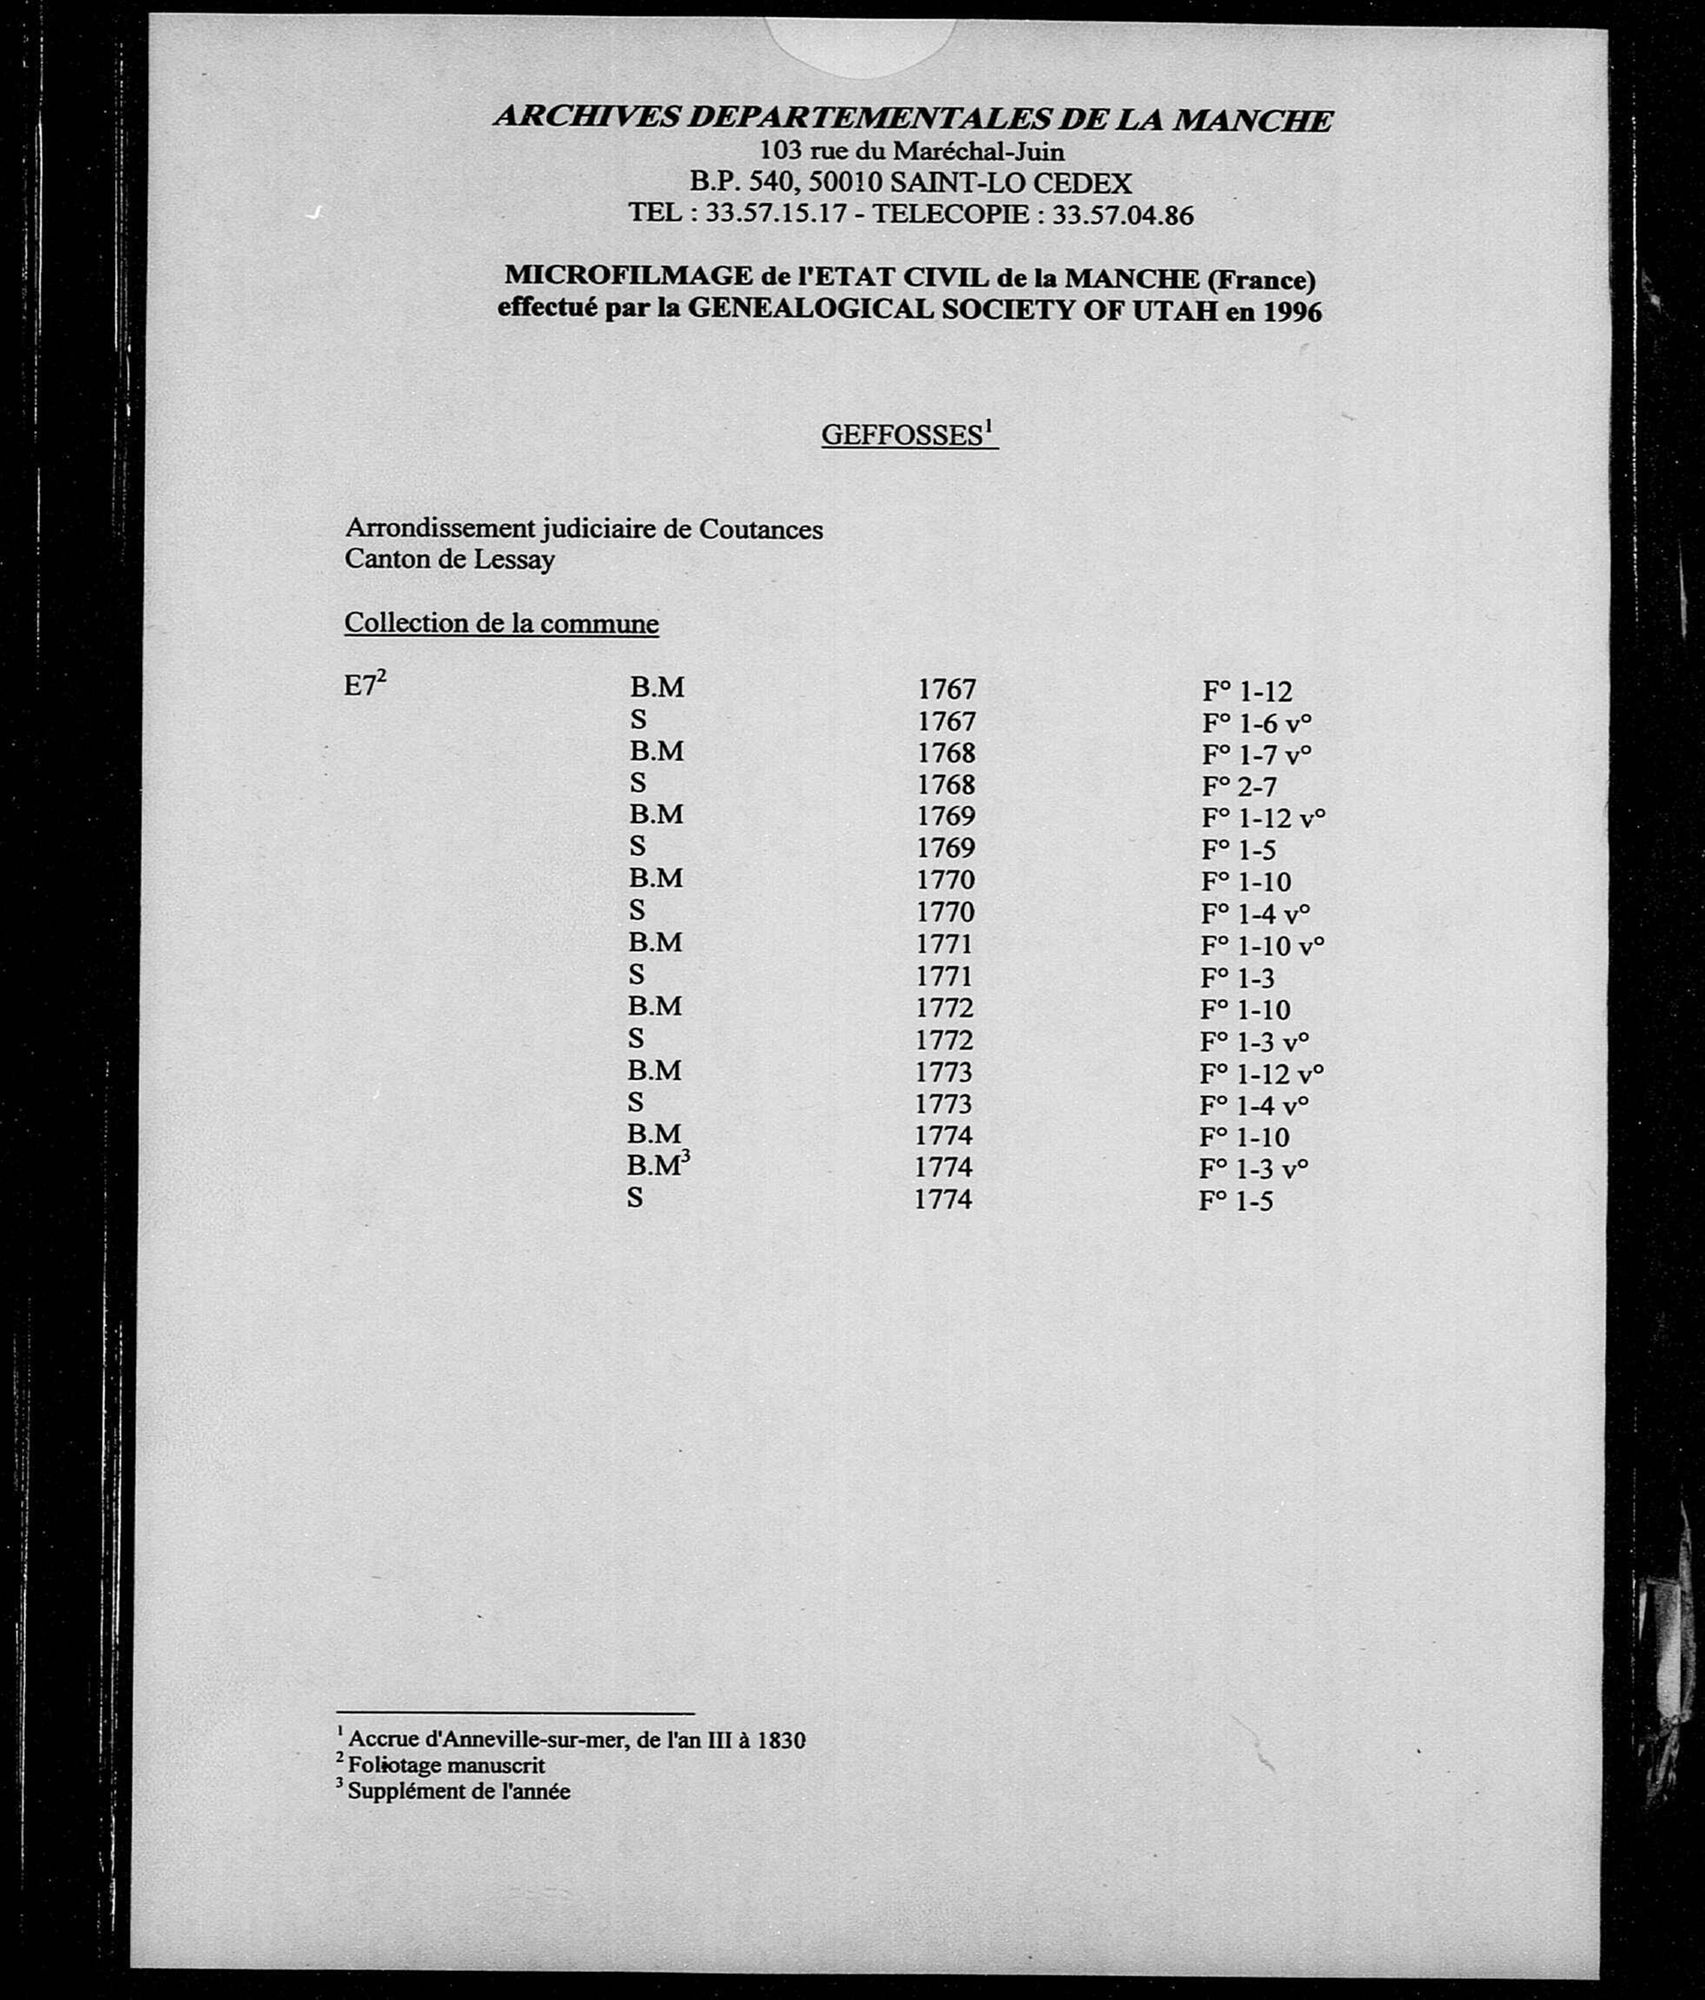 ARCHIVES DEPARTEMENTALES DE LA MANCHE
103 rue du Maréchal-Juin
B.P. 540, 50010 SAINT-LO CEDEX
TEL : 33.57.15.17 - TELECOPIE : 33.57.04.86
MICROFILMAGE de l'ETAT CIVIL de la MANCHE (France)
effectué par la GENEALOGICAL SOCIETY OF UTAH en 1996
GEFFOSSES¹
Arrondissement judiciaire de Coutances
Canton de Lessay
Collection de la commune
E7² B.M 1767 F° 1-12
S 1767 F° 1-6 v°
B.M 1768 F° 1-7 v°
S 1768 F° 2-7
B.M 1769 F° 1-12 v°
S 1769 F° 1-5
B.M 1770 F° 1-10
S 1770 F° 1-4 v°
B.M 1771 F° 1-10 v°
S 1771 F° 1-3
B.M 1772 F° 1-10
S 1772 F° 1-3 v°
B.M 1773 F° 1-12 v°
S 1773 F° 1-4 v°
B.M 1774 F° 1-10
B.M³ 1774 F° 1-3 v°
S 1774 F° 1-5
¹ Accrue d'Anneville-sur-mer, de l'an III à 1830
² Foliotage manuscrit
³ Supplément de l'année